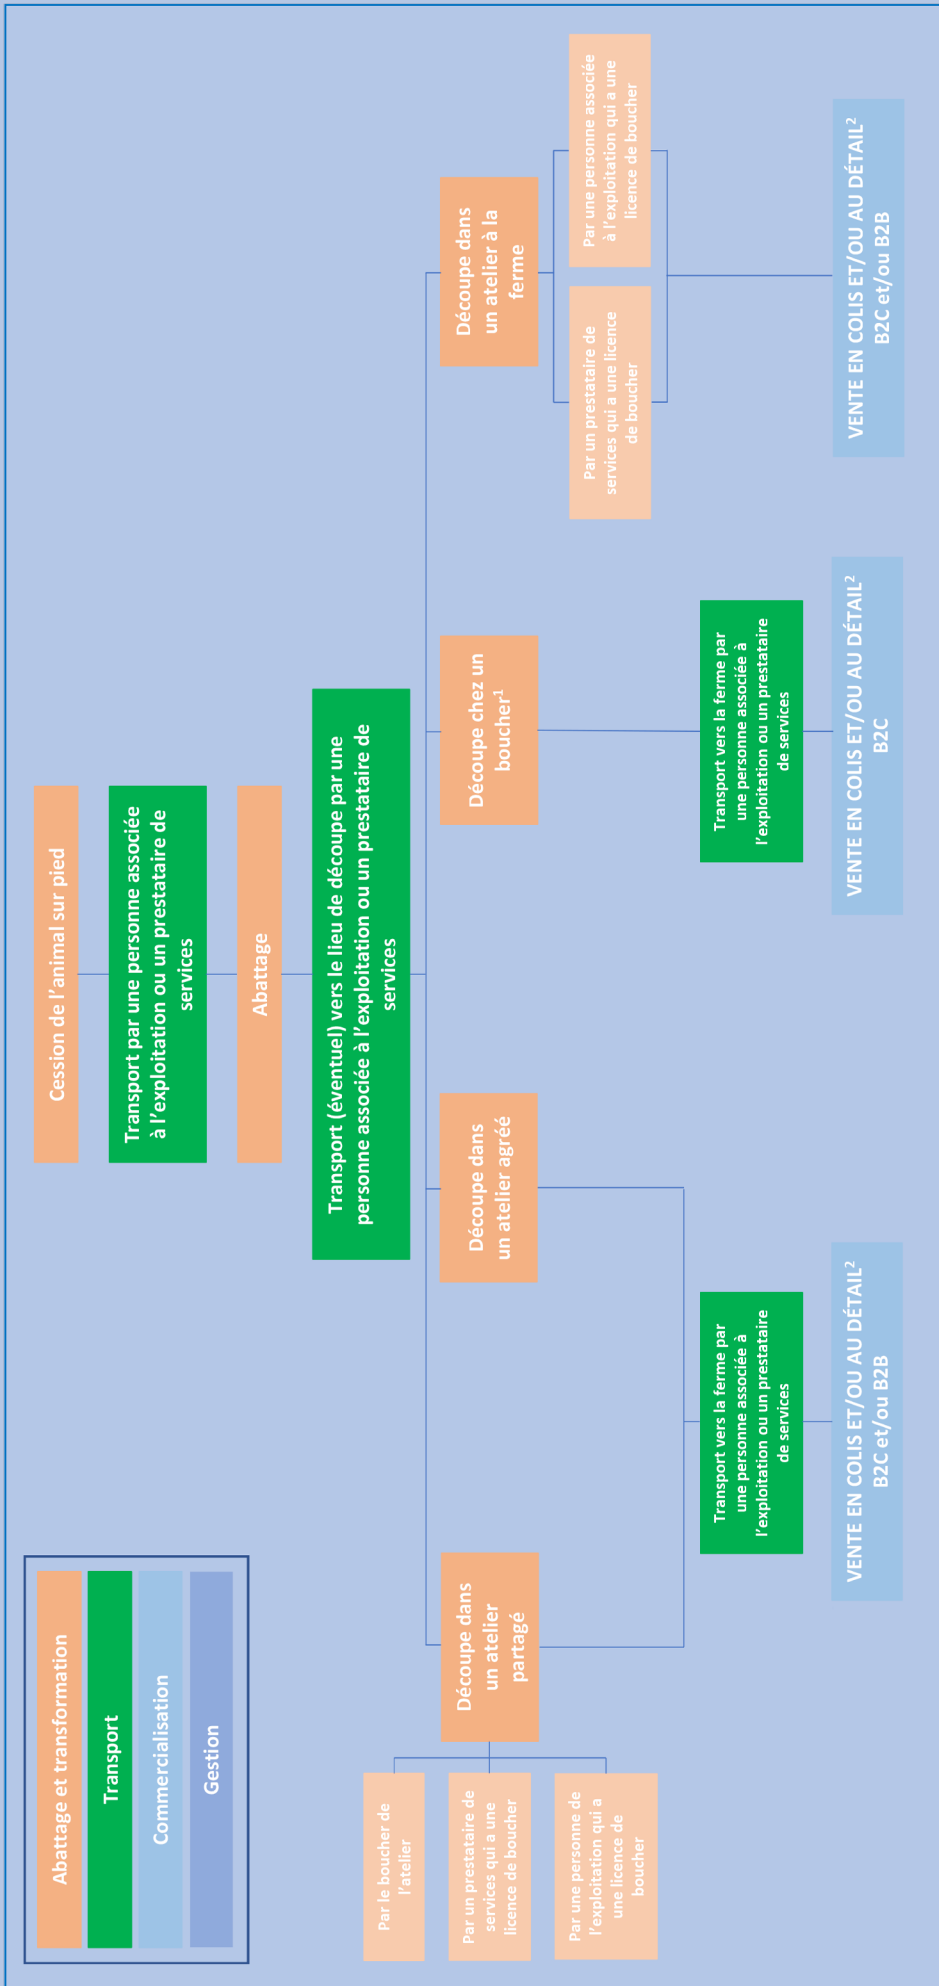 Abattage et transformation
Transport
Commercialisation
Gestion
Cession de l'animal sur pied
Transport par une personne associée
à l'exploitation ou un prestataire de
services
Abattage
Transport (éventuel) vers le lieu de découpe par une
personne associée à l'exploitation ou un prestataire de
services
Par le boucher de
l'atelier
Par un prestataire de
services qui a une
licence de boucher
Par une personne de
l'exploitation qui a
une licence de
boucher
Découpe dans
un atelier
partagé
Découpe dans
un atelier agréé
Découpe chez un
boucher¹
Découpe dans
un atelier à la
ferme
Par un prestataire de
services qui a une licence
de boucher
Par une personne associée
à l'exploitation qui a une
licence de boucher
Transport vers la ferme par
une personne associée à
l'exploitation ou un prestataire
de services
Transport vers la ferme par
une personne associée à
l'exploitation ou un prestataire
de services
VENTE EN COLIS ET/OU AU DÉTAIL²
B2C et/ou B2B
VENTE EN COLIS ET/OU AU DÉTAIL²
B2C
VENTE EN COLIS ET/OU AU DÉTAIL²
B2C et/ou B2B